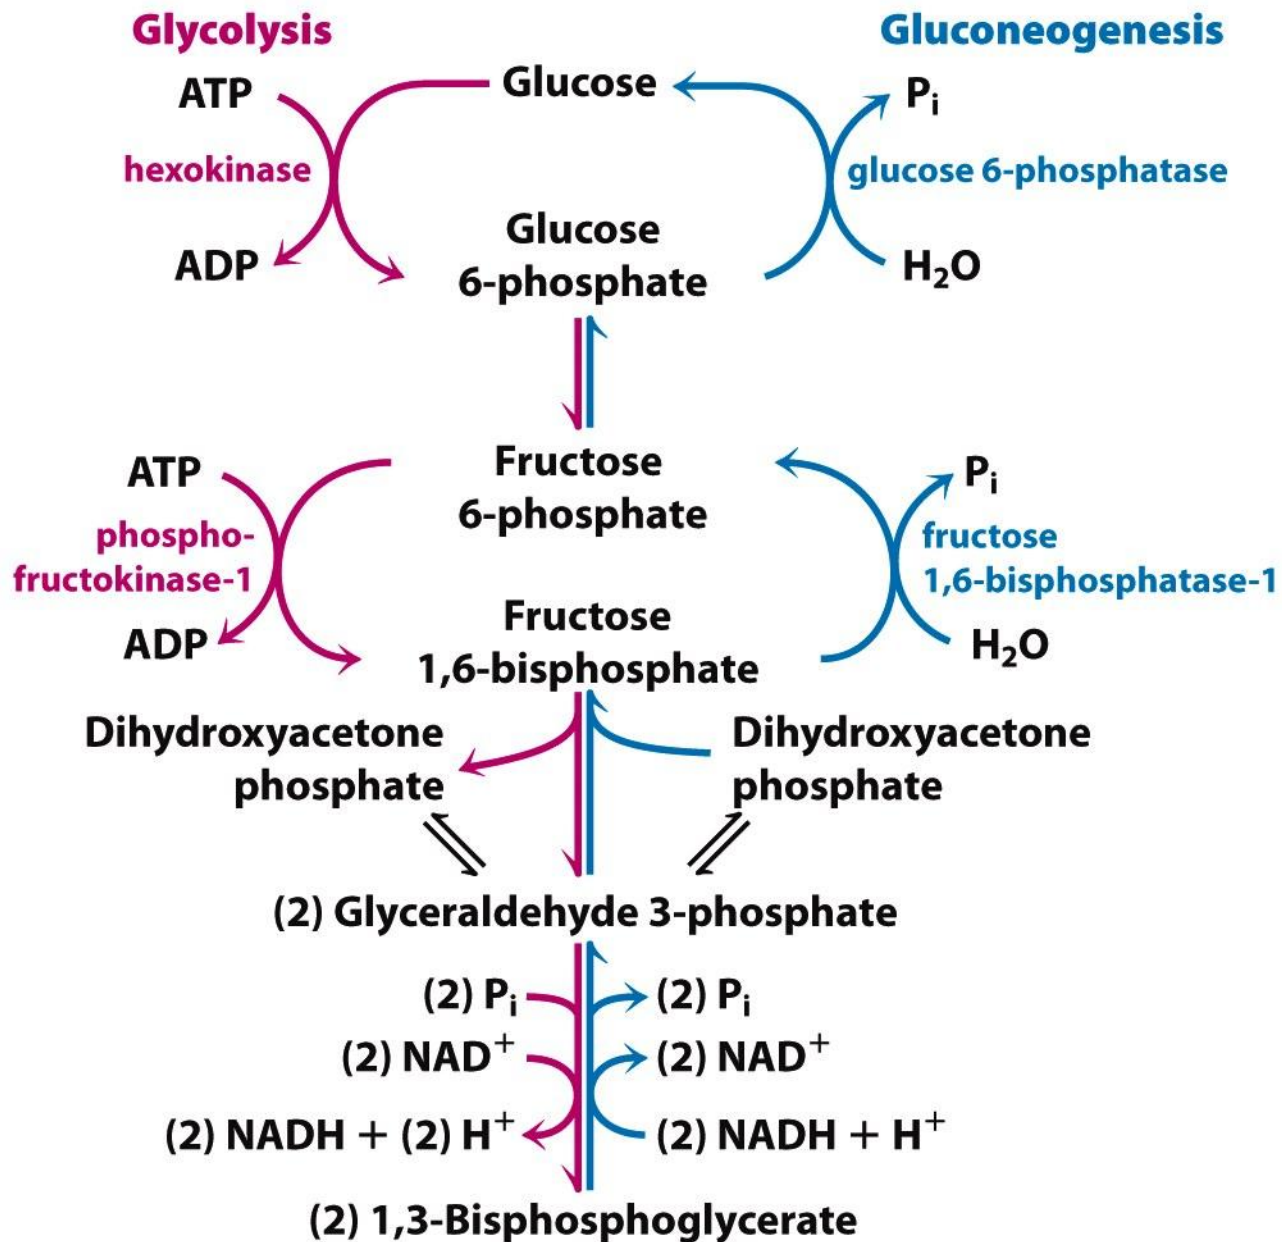 Glycolysis
Gluconeogenesis
ATP
Glucose
Pi
hexokinase
glucose 6-phosphatase
Glucose
6-phosphate
ADP
H2O
ATP
Fructose
6-phosphate
Pi
phospho-
fructokinase-1
fructose
1,6-bisphosphatase-1
ADP
Fructose
1,6-bisphosphate
H2O
Dihydroxyacetone
phosphate
Dihydroxyacetone
phosphate
(2) Glyceraldehyde 3-phosphate
(2) Pi
(2) Pi
(2) NAD+
(2) NAD+
(2) NADH + (2) H+
(2) NADH + H+
(2) 1,3-Bisphosphoglycerate